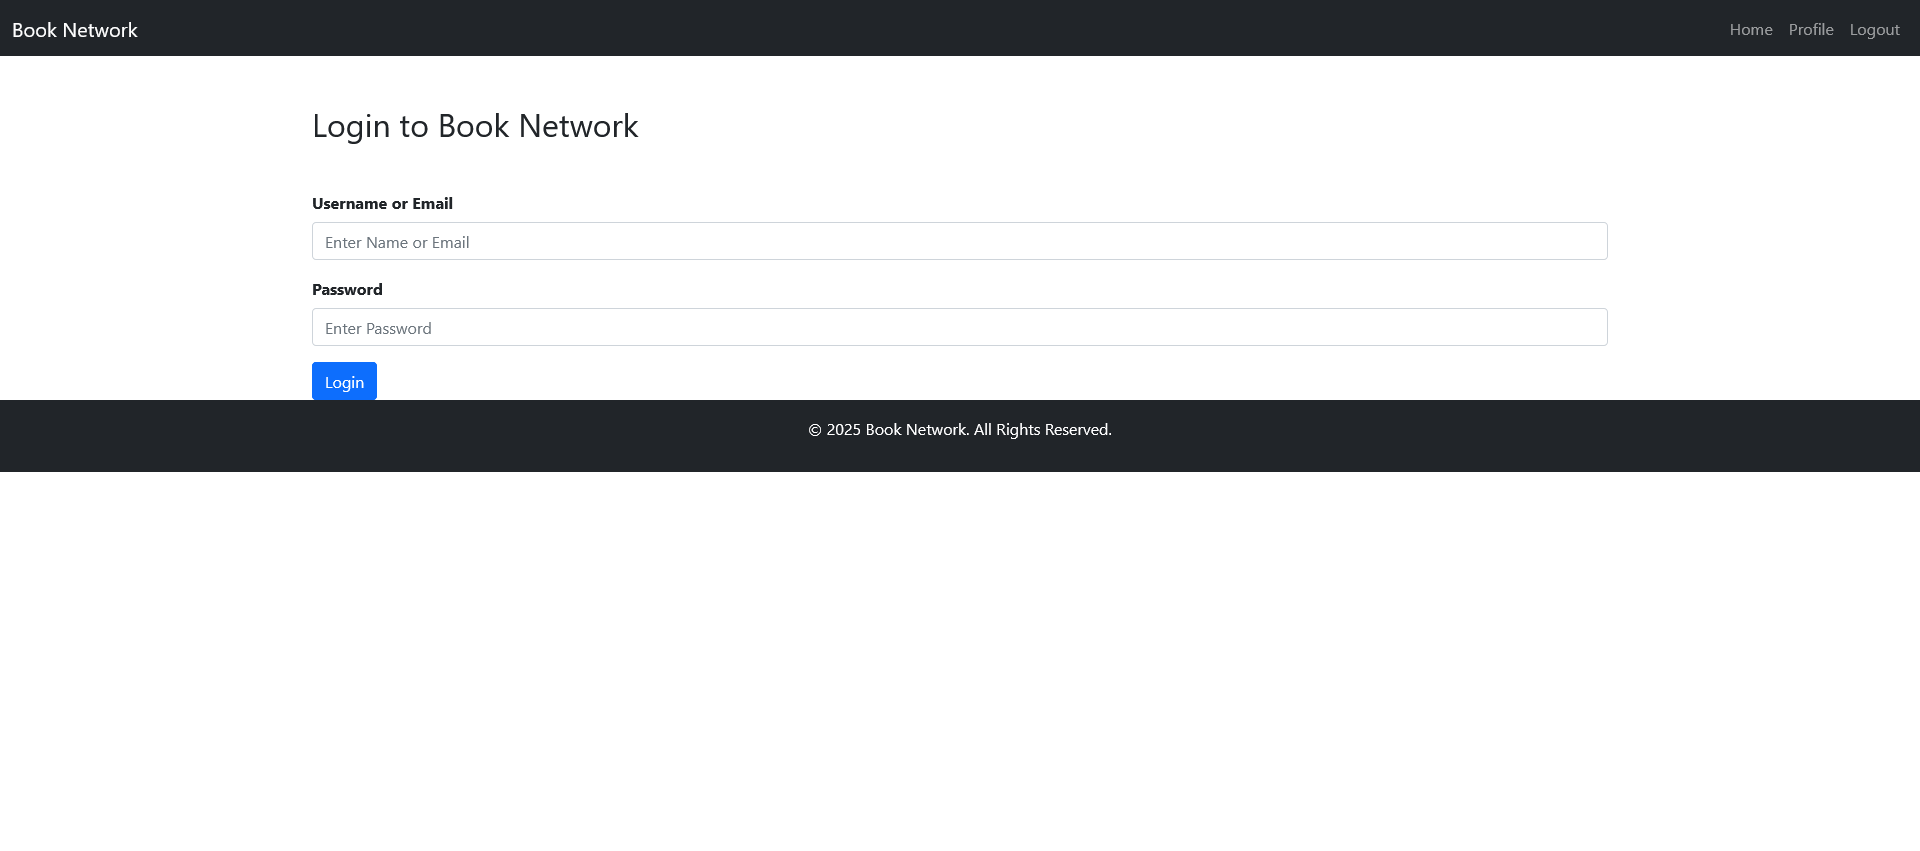 Book Network
Home Profile Logout
Login to Book Network
Username or Email
Enter Name or Email
Password
Enter Password
Login
© 2025 Book Network. All Rights Reserved.